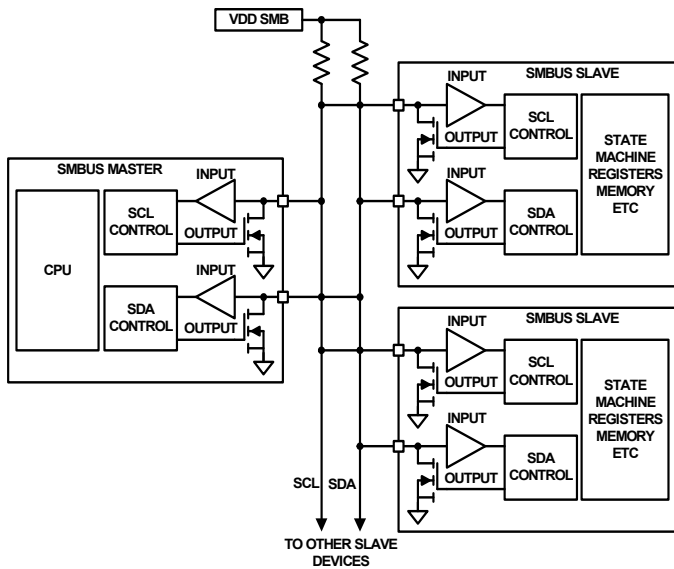 VDD SMB
SMBUS MASTER
CPU
SCL
CONTROL
INPUT
OUTPUT
SDA
CONTROL
INPUT
OUTPUT
SMBUS SLAVE
INPUT
OUTPUT
SCL
CONTROL
INPUT
OUTPUT
SDA
CONTROL
STATE
MACHINE
REGISTERS
MEMORY
ETC
SMBUS SLAVE
INPUT
OUTPUT
SCL
CONTROL
INPUT
OUTPUT
SDA
CONTROL
STATE
MACHINE
REGISTERS
MEMORY
ETC
SCL
SDA
TO OTHER SLAVE
DEVICES